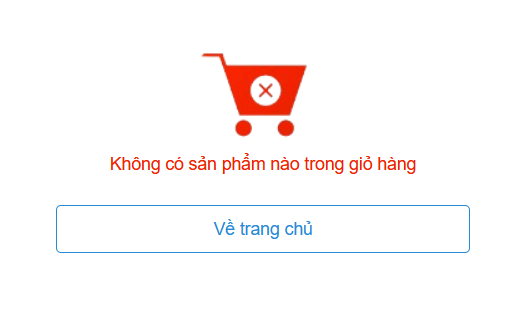 Không có sản phẩm nào trong giỏ hàng
Về trang chủ